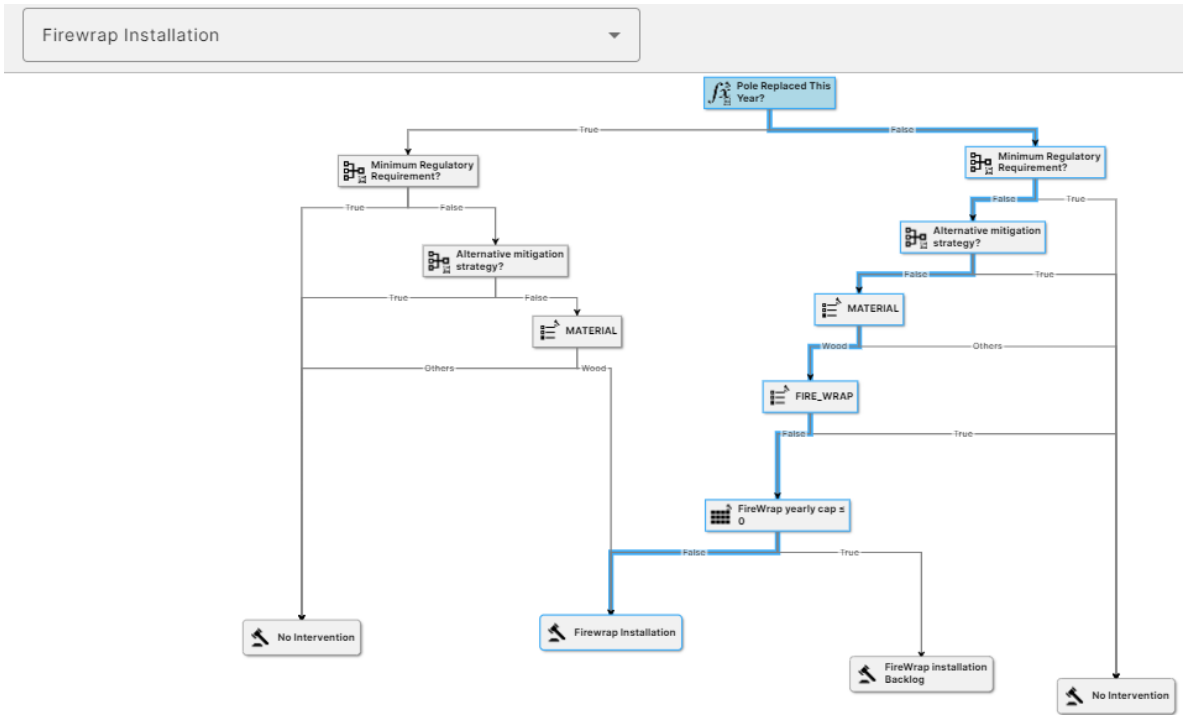 Firewrap Installation
Pole Replaced This
Year?
True
False
Minimum Regulatory
Requirement?
Minimum Regulatory
Requirement?
True
False
False
True
Alternative mitigation
strategy?
Alternative mitigation
strategy?
False
True
True
False
MATERIAL
MATERIAL
Wood
Others
Others
Wood
FIRE_WRAP
False
True
FireWrap yearly cap ≤
0
False
True
No Intervention
Firewrap Installation
FireWrap installation
Backlog
No Intervention